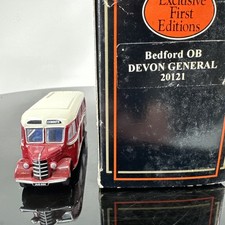 Exclusive
First
Editions
Bedford OB
DEVON GENERAL
20121